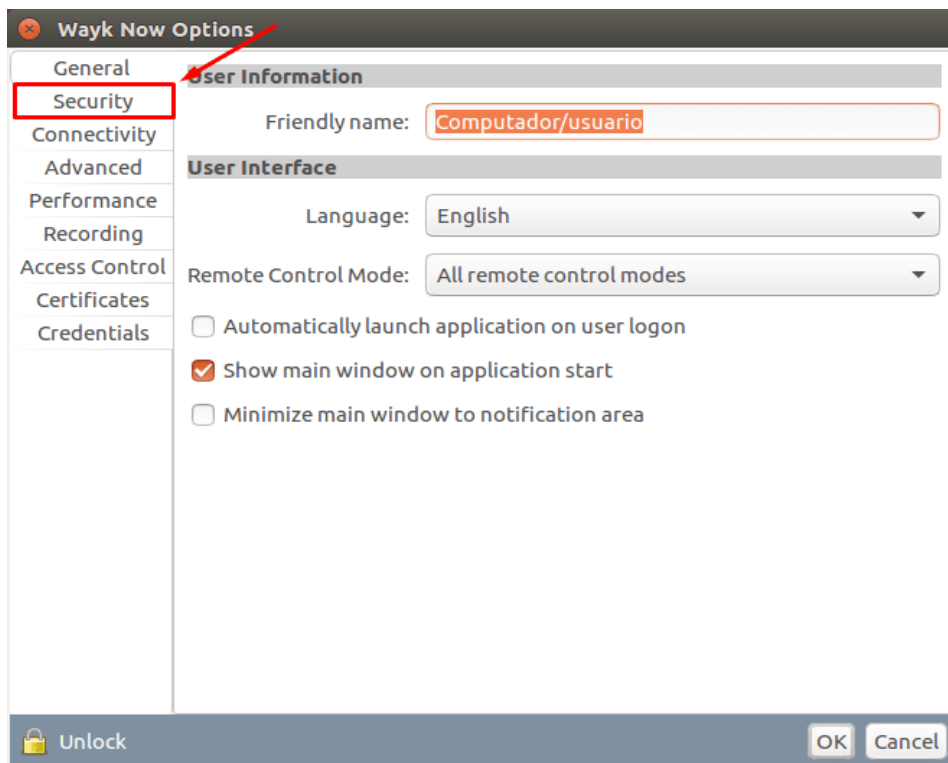 Wayk Now Options
General
Security
Connectivity
Advanced
Performance
Recording
Access Control
Certificates
Credentials
User Information
Friendly name: Computador/usuario
User Interface
Language: English
Remote Control Mode: All remote control modes
Automatically launch application on user logon
Show main window on application start
Minimize main window to notification area
Unlock
OK Cancel